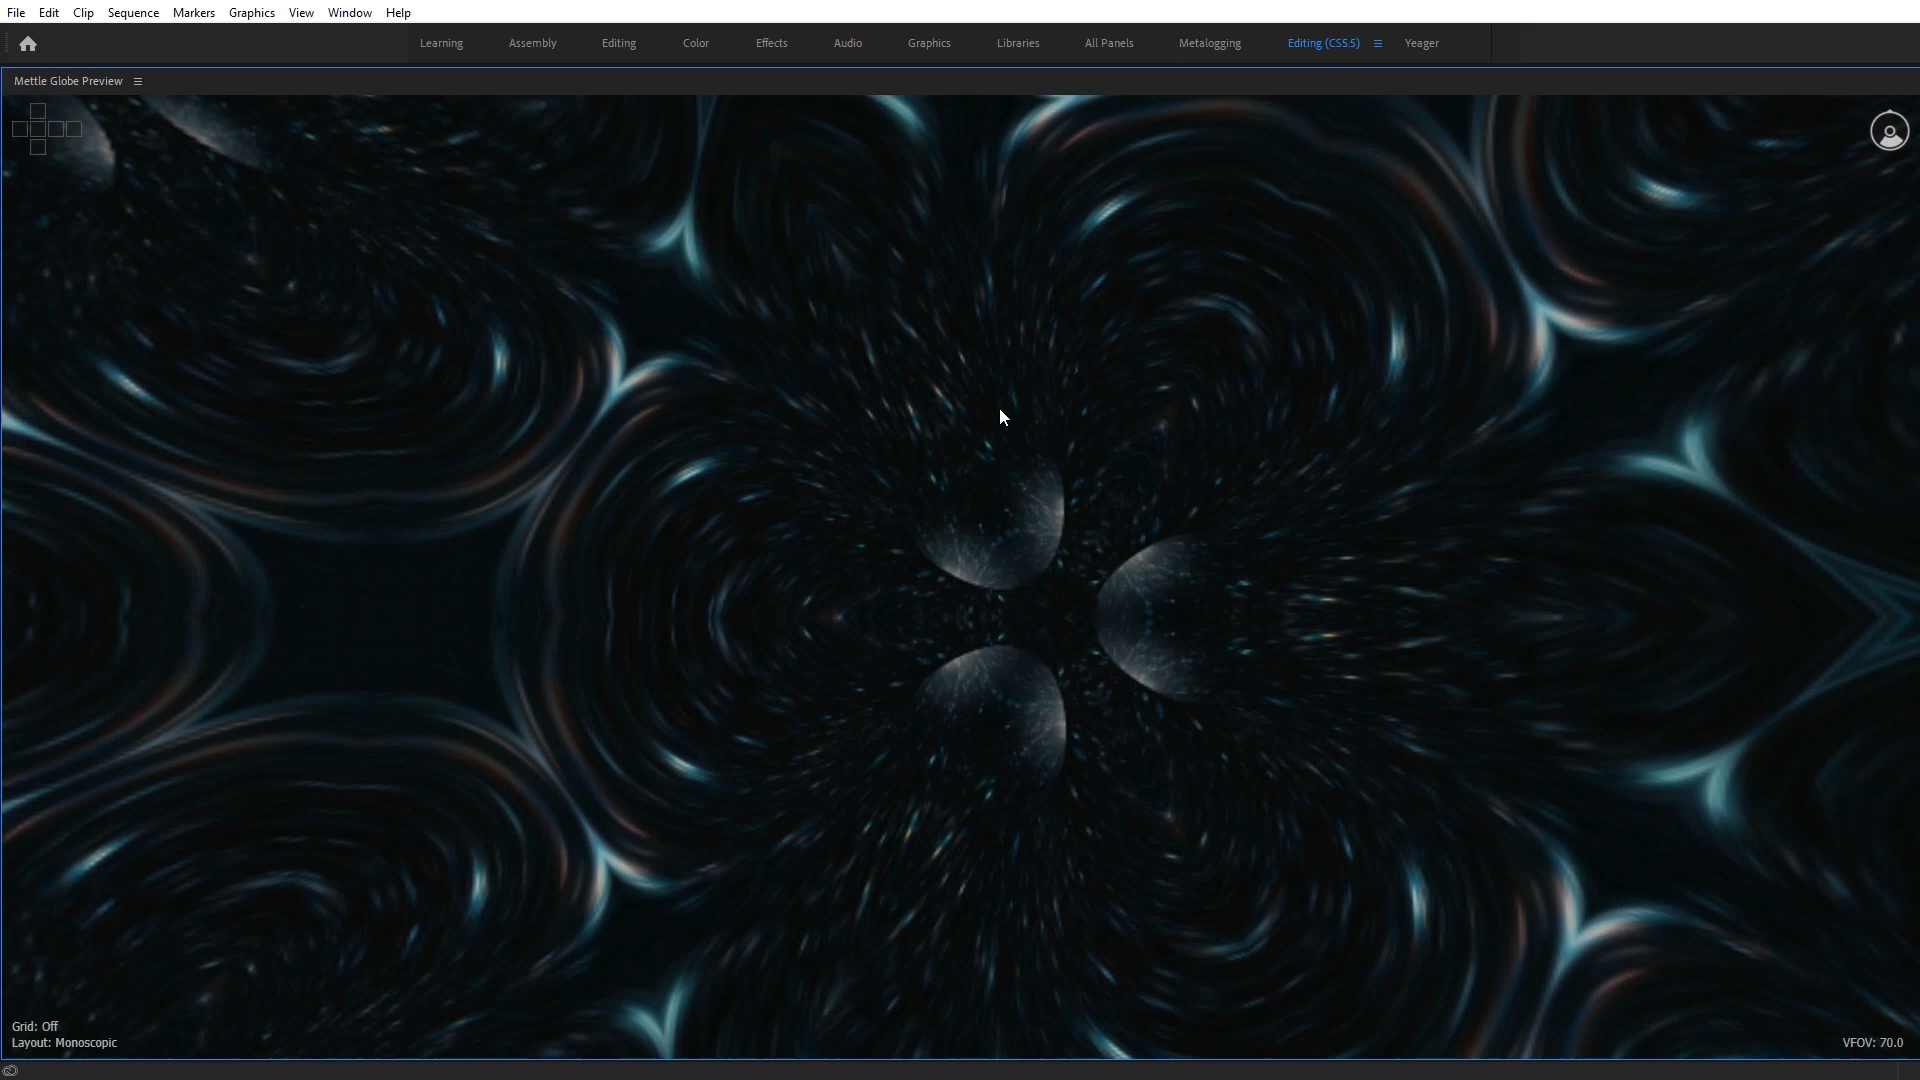 File Edit Clip Sequence Markers Graphics View Window Help
Learning Assembly Editing Color Effects Audio Graphics Libraries All Panels Metalogging Editing (CS5.5) Yeager
Mettle Globe Preview
Grid: Off
Layout: Monoscopic
VFOV: 70.0